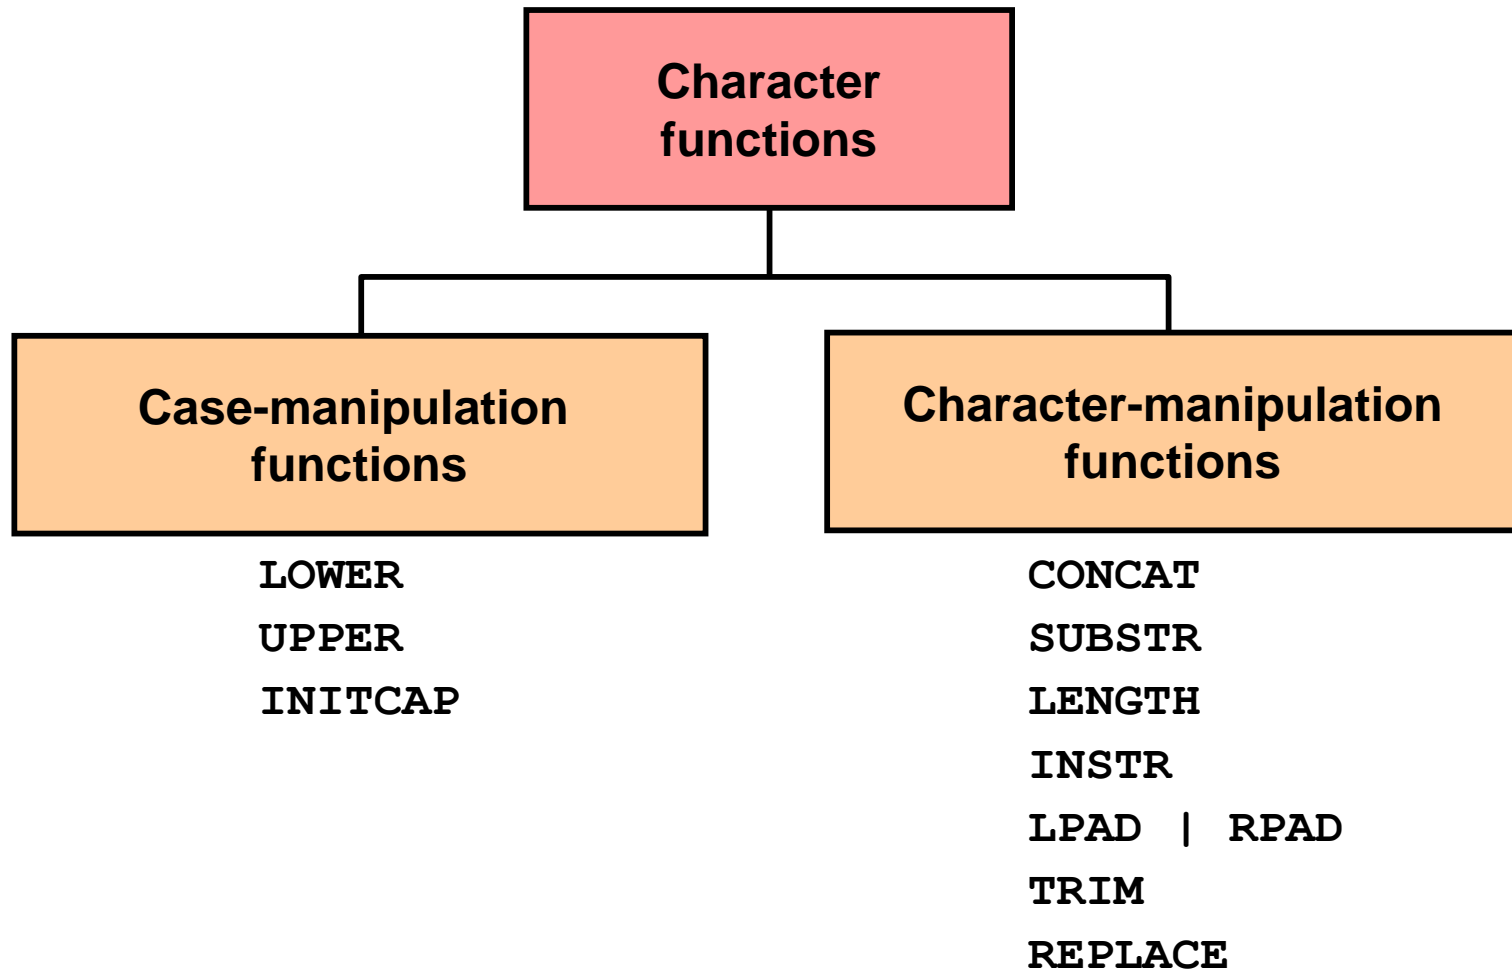 Character
functions
Case-manipulation
functions
LOWER
UPPER
INITCAP
Character-manipulation
functions
CONCAT
SUBSTR
LENGTH
INSTR
LPAD | RPAD
TRIM
REPLACE